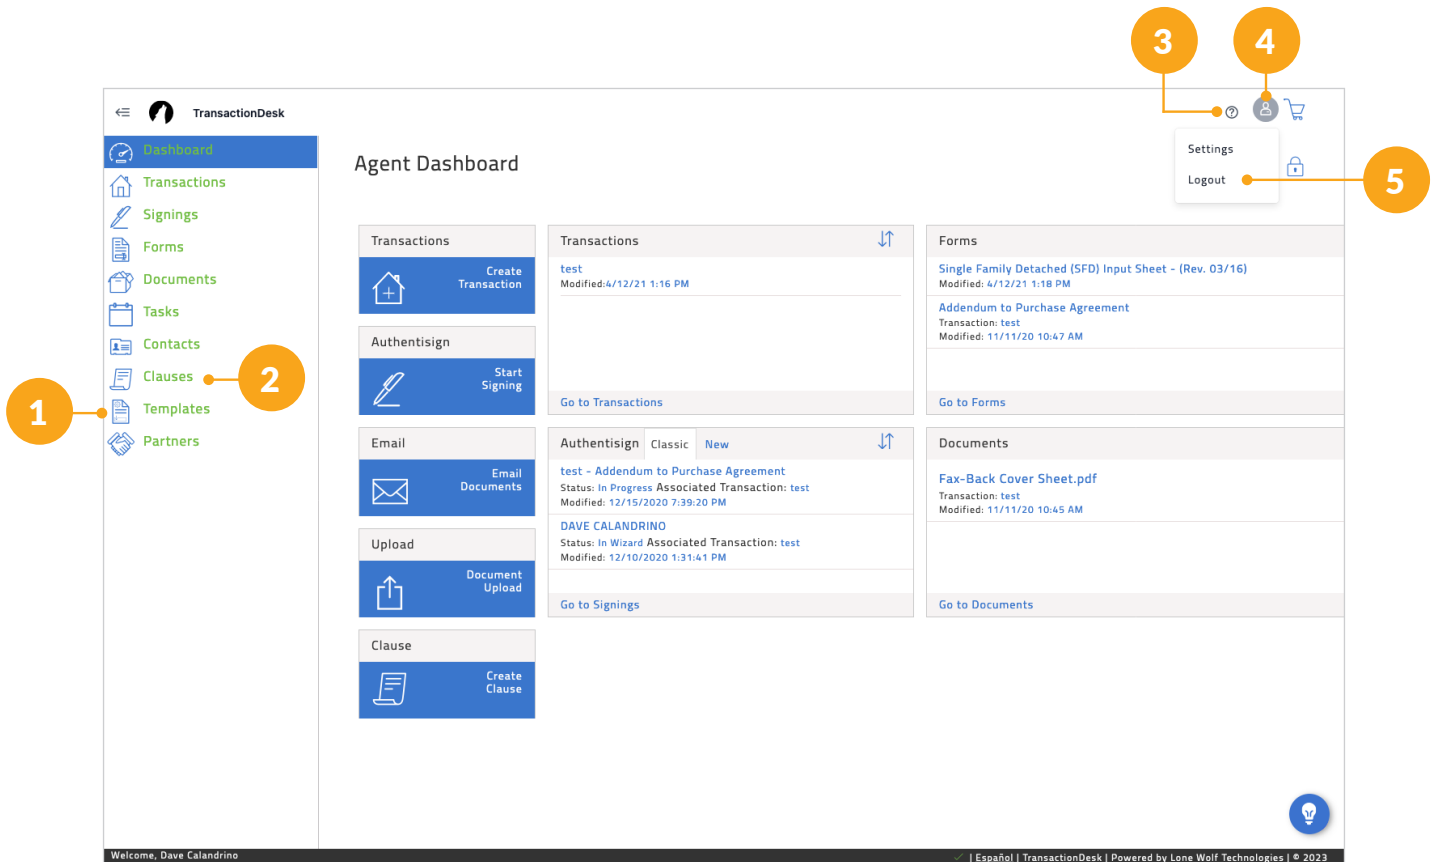 3
4
TransactionDesk
Settings
Logout
5
Dashboard
Transactions
Signings
Forms
Documents
Tasks
Contacts
Clauses
2
1
Templates
Partners
Agent Dashboard
Transactions
Create
Transaction
Authentisign
Start
Signing
Email
Email
Documents
Upload
Document
Upload
Clause
Create
Clause
Transactions
test
Modified:4/12/21 1:16 PM
Go to Transactions
Forms
Single Family Detached (SFD) Input Sheet - (Rev. 03/16)
Modified: 4/12/21 1:18 PM
Addendum to Purchase Agreement
Transaction: test
Modified: 11/11/20 10:47 AM
Go to Forms
Authentisign Classic New
test - Addendum to Purchase Agreement
Status: In Progress Associated Transaction: test
Modified: 12/15/2020 7:39:20 PM
DAVE CALANDRINO
Status: In Wizard Associated Transaction: test
Modified: 12/10/2020 1:31:41 PM
Go to Signings
Documents
Fax-Back Cover Sheet.pdf
Transaction: test
Modified: 11/11/20 10:45 AM
Go to Documents
Welcome, Dave Calandrino
| Español | TransactionDesk | Powered by Lone Wolf Technologies | © 2023